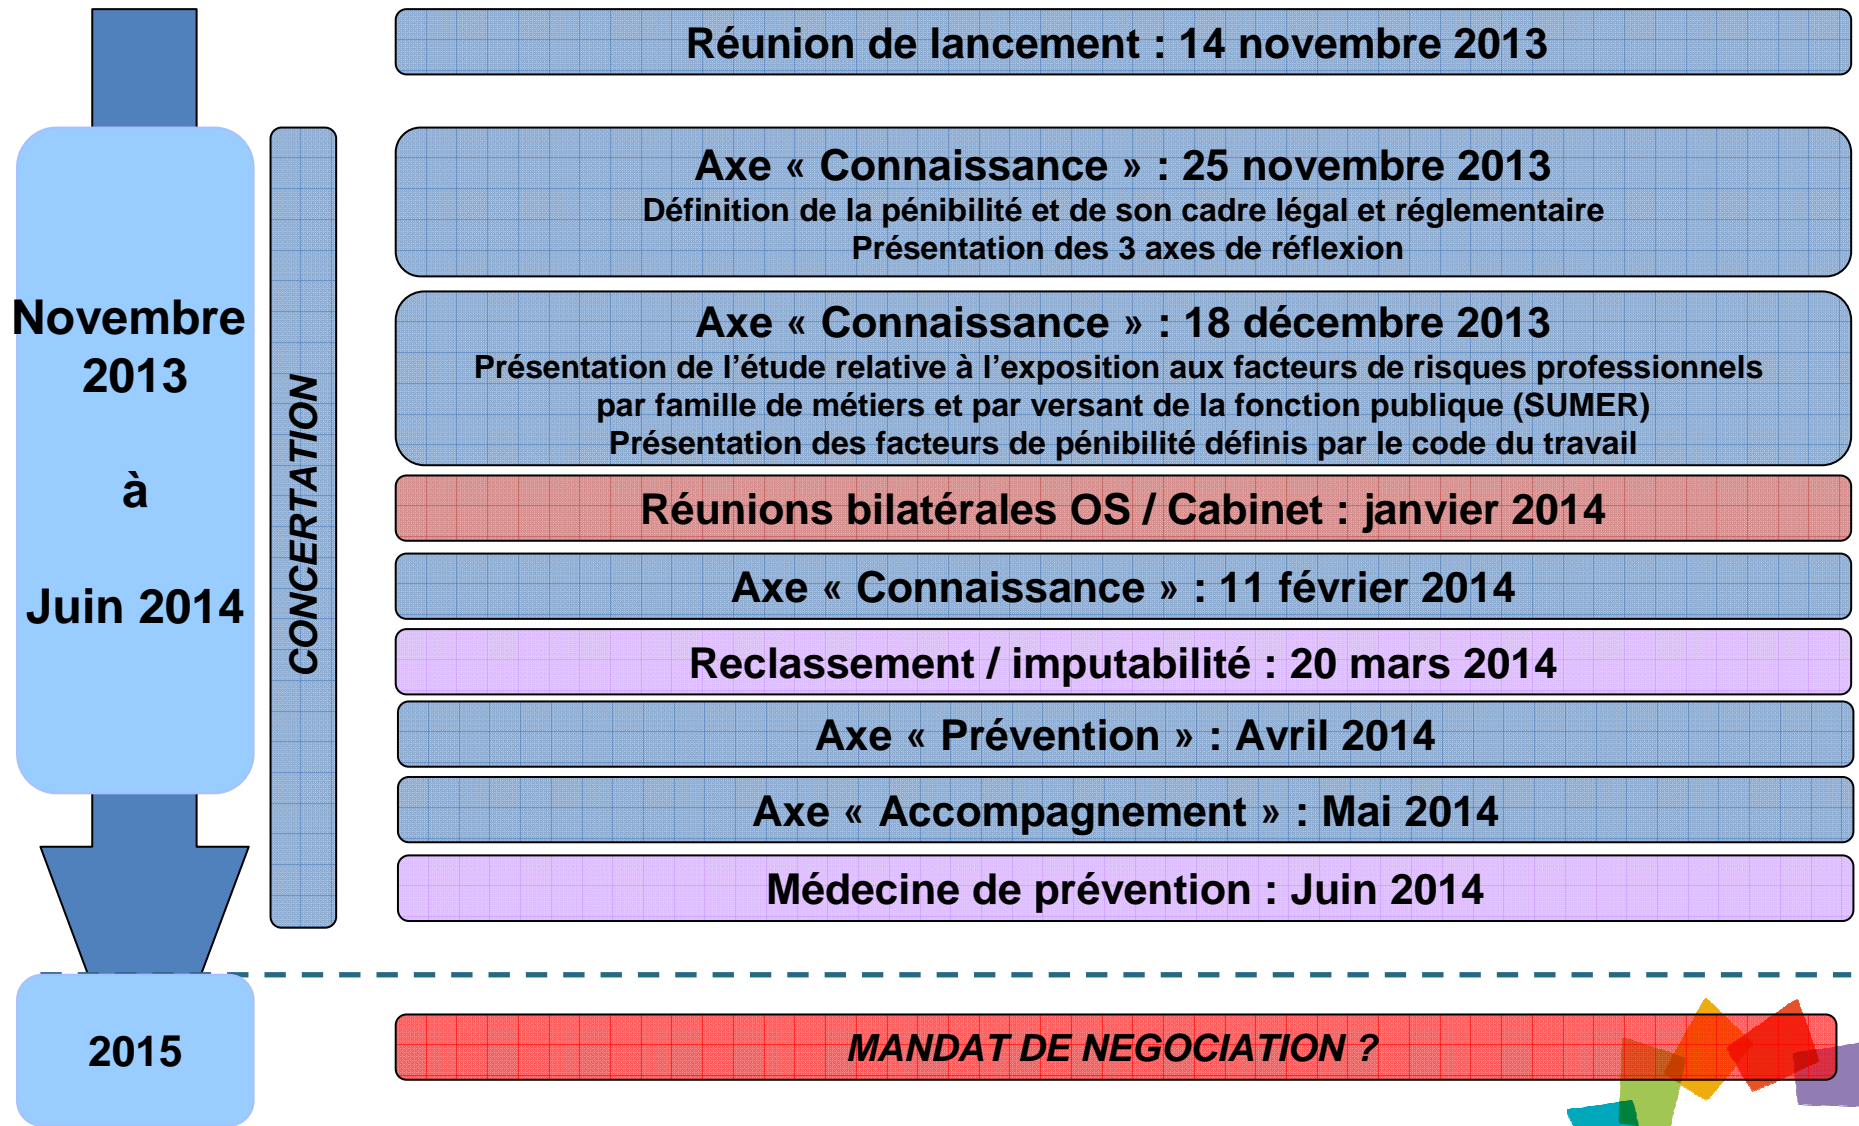 Réunion de lancement : 14 novembre 2013
Novembre
2013
à
Juin 2014
CONCERTATION
Axe « Connaissance » : 25 novembre 2013
Définition de la pénibilité et de son cadre légal et réglementaire
Présentation des 3 axes de réflexion
Axe « Connaissance » : 18 décembre 2013
Présentation de l’étude relative à l’exposition aux facteurs de risques professionnels
par famille de métiers et par versant de la fonction publique (SUMER)
Présentation des facteurs de pénibilité définis par le code du travail
Réunions bilatérales OS / Cabinet : janvier 2014
Axe « Connaissance » : 11 février 2014
Reclassement / imputabilité : 20 mars 2014
Axe « Prévention » : Avril 2014
Axe « Accompagnement » : Mai 2014
Médecine de prévention : Juin 2014
2015
MANDAT DE NEGOCIATION ?